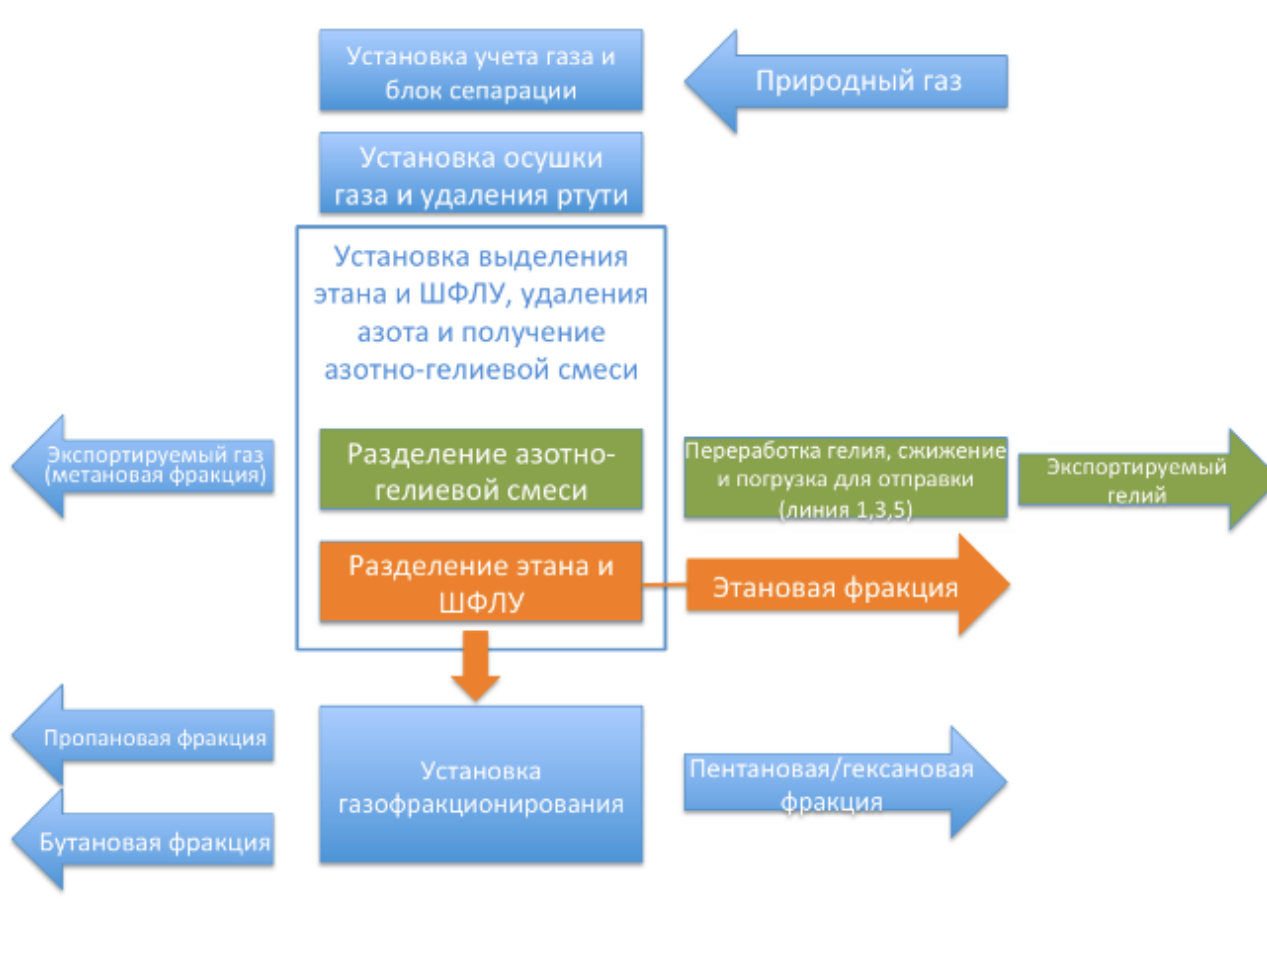 Установка учета газа и
блок сепарации
Природный газ
Установка осушки
газа и удаления ртути
Установка выделения
этана и ШФЛУ, удаления
азота и получение
азотно-гелиевой смеси
Экспортируемый газ
(метановая фракция)
Разделение азотно-
гелиевой смеси
Переработка гелия, сжижение
и погрузка для отправки
(линия 1,3,5)
Экспортируемый
гелий
Разделение этана и
ШФЛУ
Этановая фракция
Пропановая фракция
Бутановая фракция
Установка
газофракционирования
Пентановая/гексановая
фракция